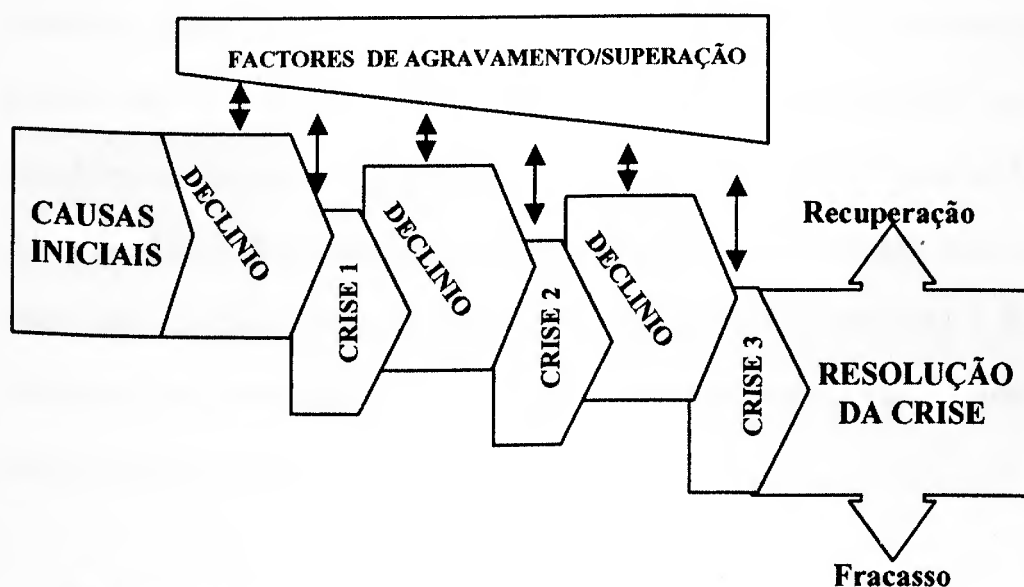 FACTORES DE AGRAVAMENTO/SUPERAÇÃO
CAUSAS
INICIAIS
DECLINIO
CRISE 1
DECLINIO
CRISE 2
DECLINIO
CRISE 3
Recuperação
RESOLUÇÃO
DA CRISE
Fracasso